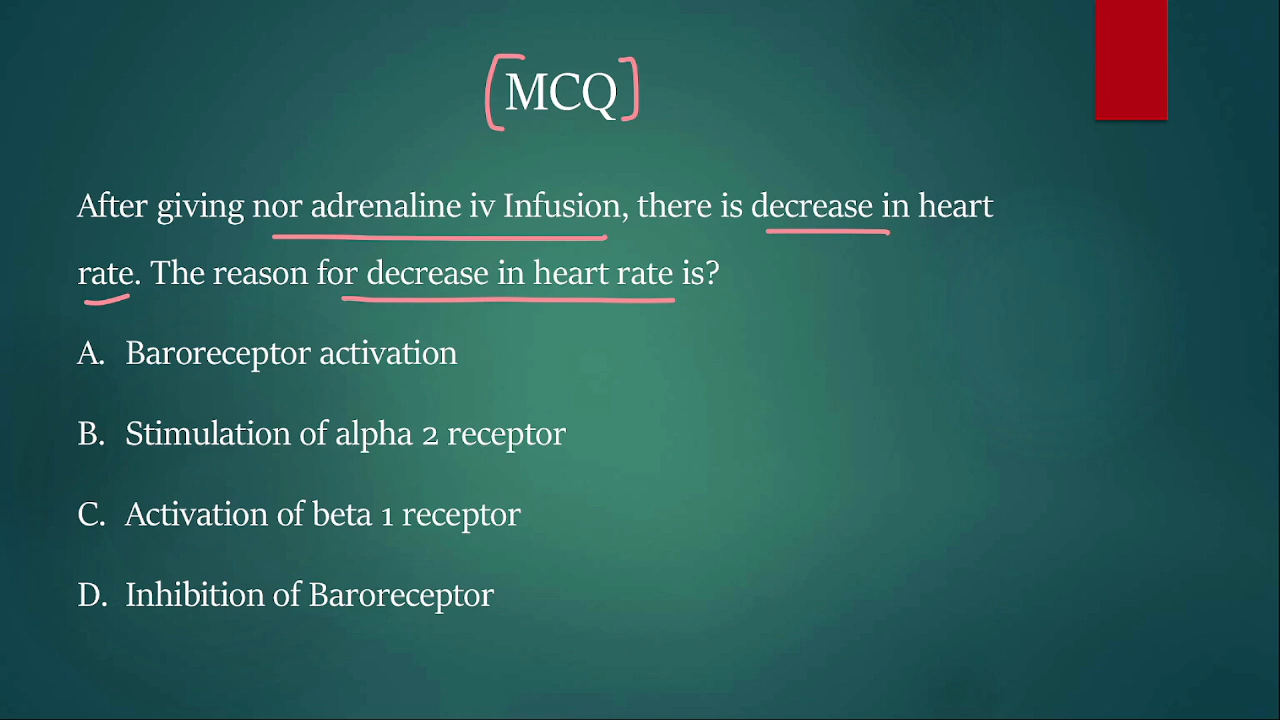 [MCQ]
After giving nor adrenaline iv Infusion, there is decrease in heart
rate. The reason for decrease in heart rate is?
A. Baroreceptor activation
B. Stimulation of alpha 2 receptor
C. Activation of beta 1 receptor
D. Inhibition of Baroreceptor